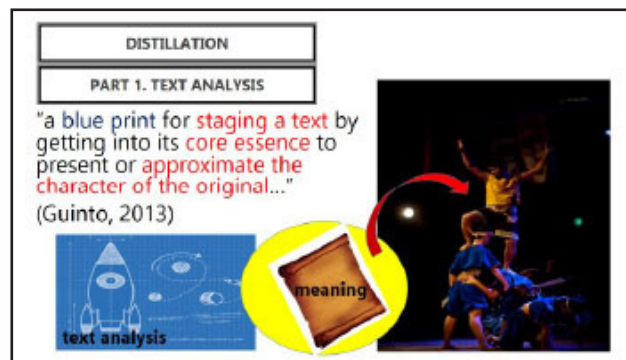 DISTILLATION
PART 1. TEXT ANALYSIS
"a blue print for staging a text by
getting into its core essence to
present or approximate the
character of the original..."
(Guinto, 2013)
meaning
text analysis